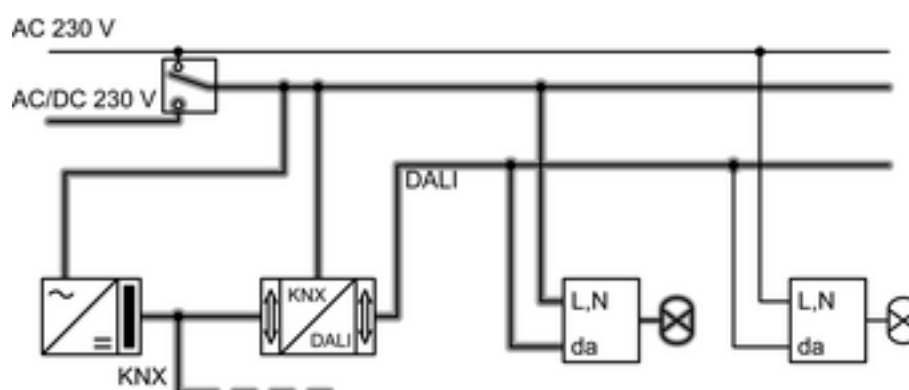 AC 230 V
AC/DC 230 V
DALI
KNX
DALI
L,N
da
L,N
da
KNX